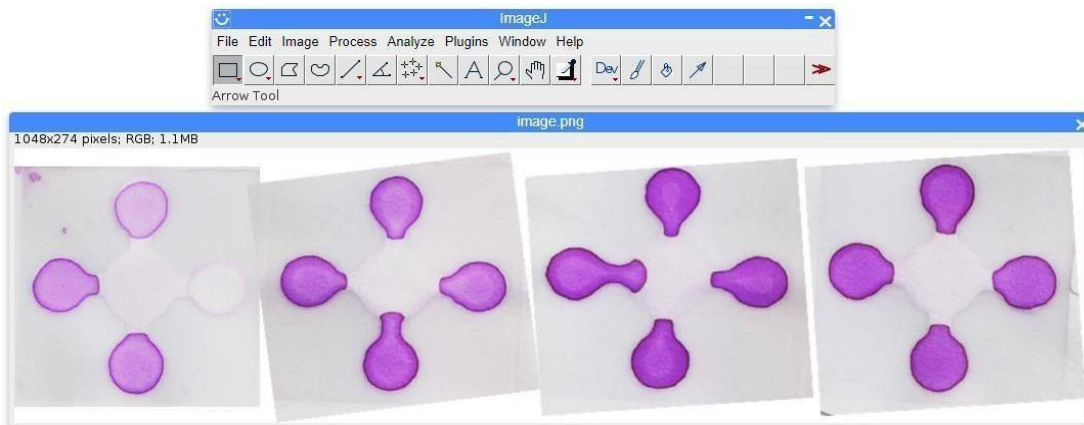 ImageJ
File Edit Image Process Analyze Plugins Window Help
A Dev
Arrow Tool
image.png
1048x274 pixels; RGB; 1.1MB